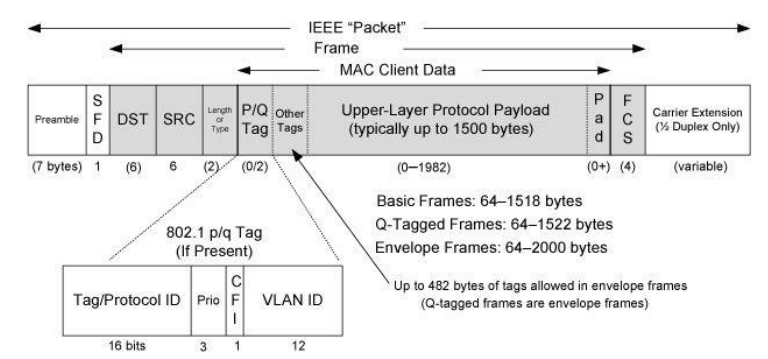 IEEE “Packet”
Frame
MAC Client Data
Preamble
S
F
D
DST
SRC
Length
or
Type
P/Q
Tag
Other
Tags
Upper-Layer Protocol Payload
(typically up to 1500 bytes)
P
a
d
F
C
S
Carrier Extension
(½ Duplex Only)
(7 bytes) 1 (6) 6 (2) (0/2) (0—1982) (0+) (4) (variable)
Basic Frames: 64–1518 bytes
Q-Tagged Frames: 64–1522 bytes
Envelope Frames: 64–2000 bytes
802.1 p/q Tag
(If Present)
Up to 482 bytes of tags allowed in envelope frames
(Q-tagged frames are envelope frames)
Tag/Protocol ID
Prio
C
F
I
VLAN ID
16 bits 3 1 12